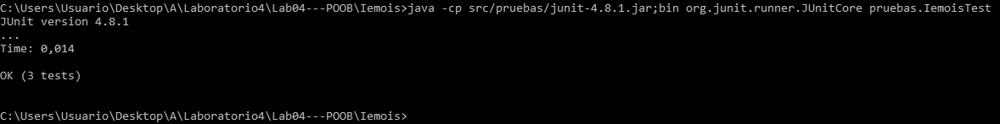 C:\Users\Usuario\Desktop\A\Laboratorio4\Lab04---POOB\Iemois>java -cp src/pruebas/junit-4.8.1.jar;bin org.junit.runner.JUnitCore pruebas.IemoisTest
JUnit version 4.8.1
...
Time: 0,014
OK (3 tests)
C:\Users\Usuario\Desktop\A\Laboratorio4\Lab04---POOB\Iemois>